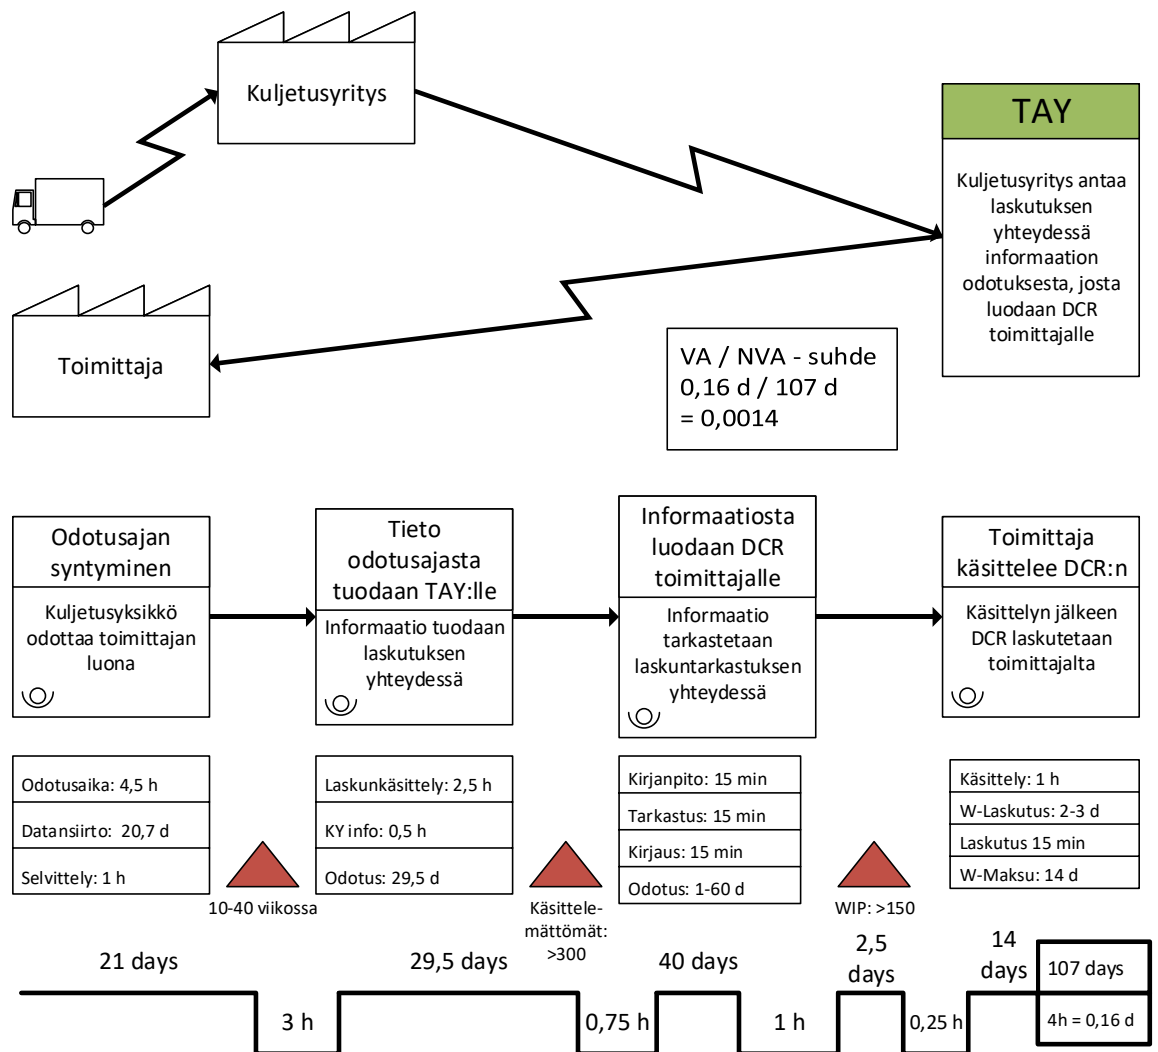 Kuljetusyritys
TAY
Kuljetusyritys antaa
laskutuksen
yhteydessä
informaation
odotuksesta, josta
luodaan DCR
toimittajalle
Toimittaja
VA / NVA - suhde
0,16 d / 107 d
= 0,0014
Odotusajan
syntyminen
Kuljetusyksikkö
odottaa toimittajan
luona
Tieto
odotusajasta
tuodaan TAY:lle
Informaatio tuodaan
laskutuksen
yhteydessä
Informaatiosta
luodaan DCR
toimittajalle
Informaatio
tarkastetaan
laskuntarkastuksen
yhteydessä
Toimittaja
käsittelee DCR:n
Käsittelyn jälkeen
DCR laskutetaan
toimittajalta
Odotusaika: 4,5 h
Datansiirto: 20,7 d
Selvittely: 1 h
10-40 viikossa
Laskunkäsittely: 2,5 h
KY info: 0,5 h
Odotus: 29,5 d
Käsittele-
mättömät:
>300
Kirjanpito: 15 min
Tarkastus: 15 min
Kirjaus: 15 min
Odotus: 1-60 d
WIP: >150
Käsittely: 1 h
W-Laskutus: 2-3 d
Laskutus 15 min
W-Maksu: 14 d
21 days
3 h
29,5 days
0,75 h
40 days
1 h
2,5
days
0,25 h
14
days
107 days
4h = 0,16 d